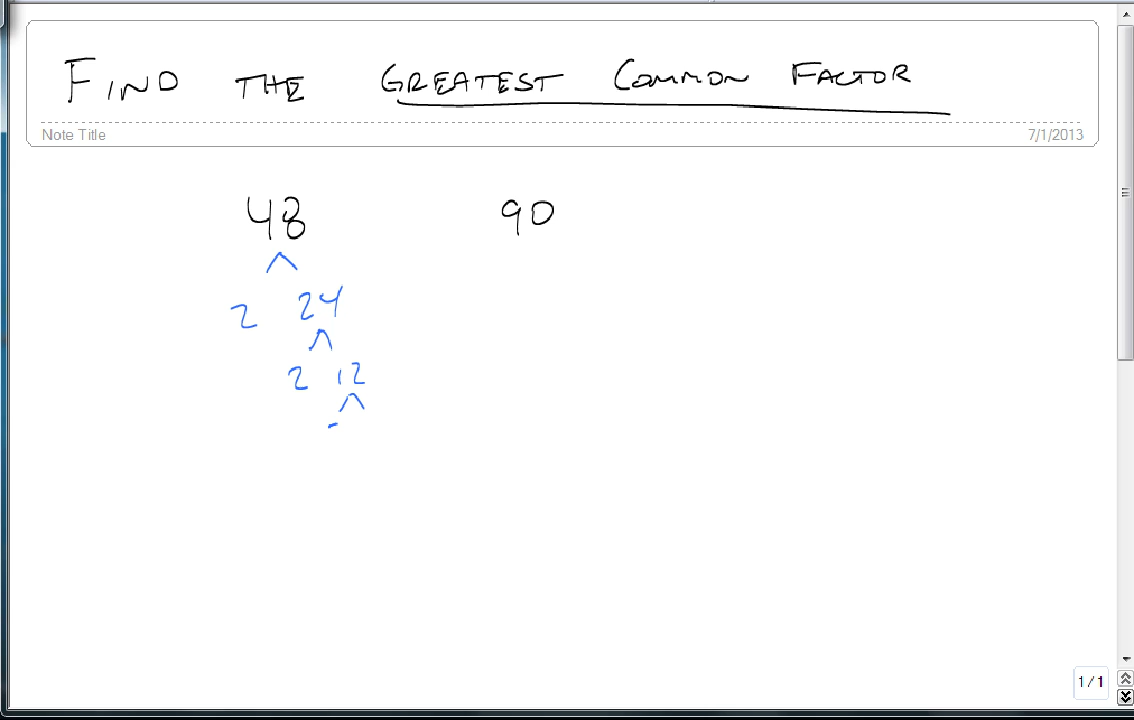 FIND THE GREATEST COMMON FACTOR
Note Title
7/1/2013
48 90
2 24
2 12
1/1